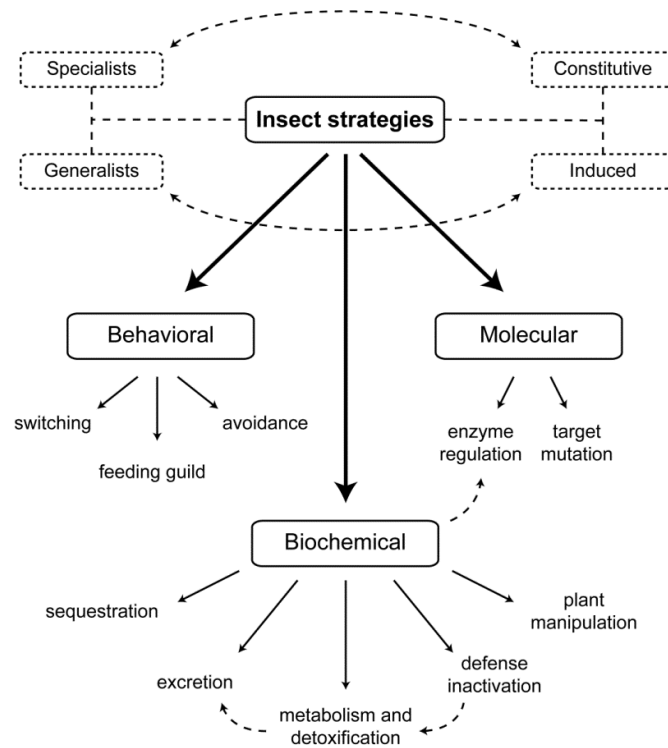 Specialists
Constitutive
Insect strategies
Generalists
Induced
Behavioral
Molecular
switching
avoidance
feeding guild
enzyme
regulation
target
mutation
Biochemical
sequestration
plant
manipulation
excretion
defense
inactivation
metabolism and
detoxification